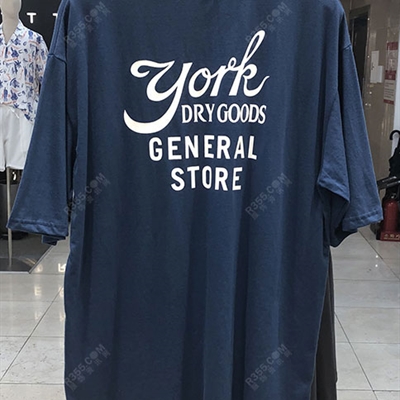 York
DRY GOODS
GENERAL
STORE